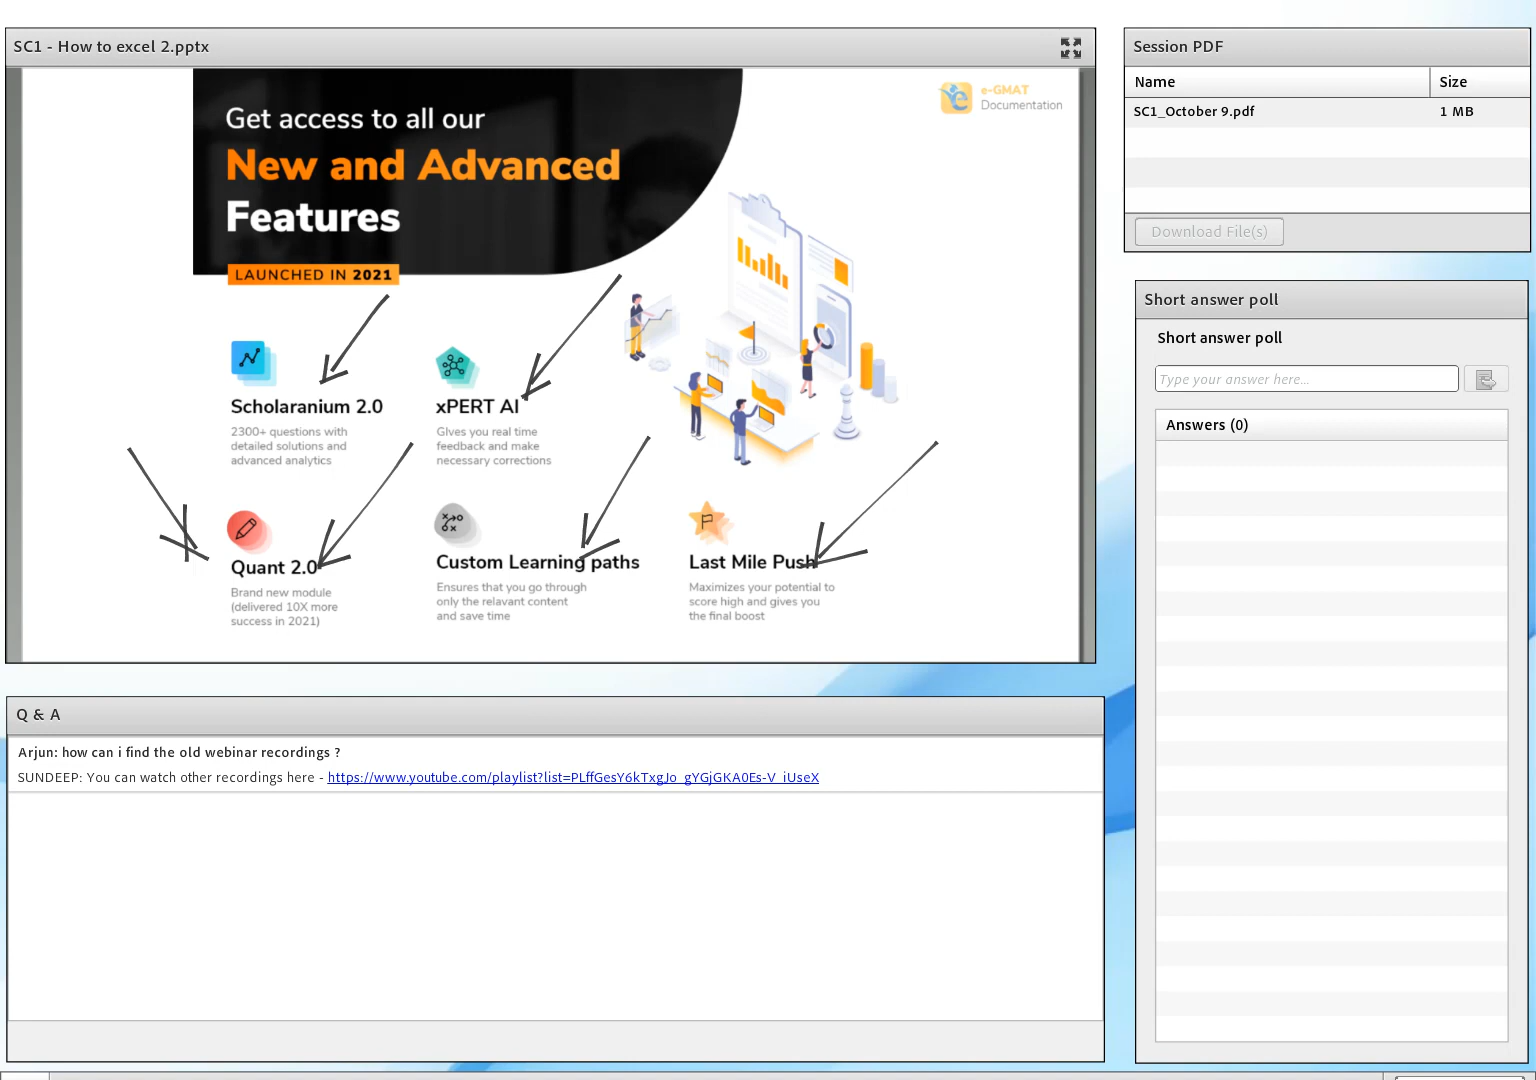 SC1 - How to excel 2.pptx
Get access to all our
New and Advanced
Features
LAUNCHED IN 2021
e-GMAT
Documentation
Scholaranium 2.0
2300+ questions with
detailed solutions and
advanced analytics
xPERT AI
GIves you real time
feedback and make
necessary corrections
Quant 2.0
Brand new module
(delivered 10X more
success in 2021)
Custom Learning paths
Ensures that you go through
only the relavant content
and save time
Last Mile Push
Maximizes your potential to
score high and gives you
the final boost
Q & A
Arjun: how can i find the old webinar recordings ?
SUNDEEP: You can watch other recordings here - https://www.youtube.com/playlist?list=PLffGesY6kTxgJo_gYGjGKA0Es-V_iUseX
Session PDF
Name Size
SC1_October 9.pdf 1 MB
Download File(s)
Short answer poll
Short answer poll
Type your answer here...
Answers (0)